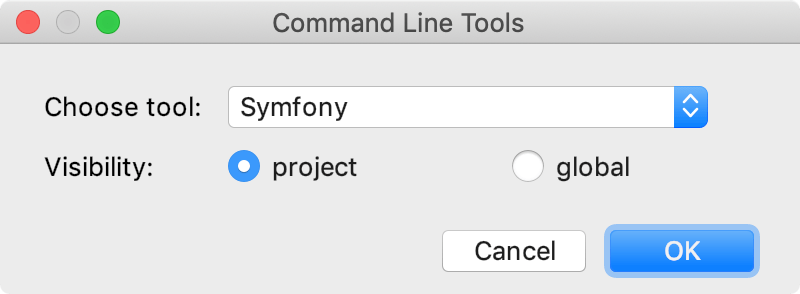 Command Line Tools
Choose tool: Symfony
Visibility: project global
Cancel OK